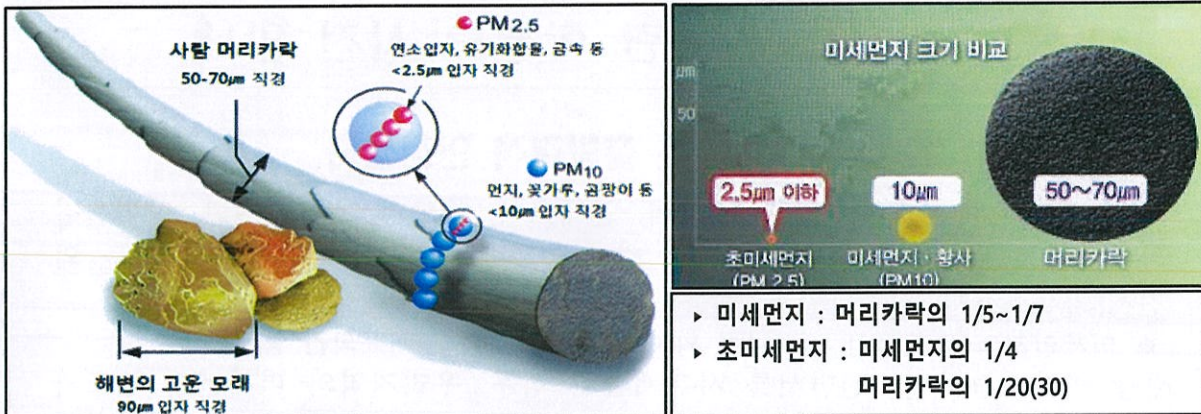 PM2.5
연소입자, 유기화합물, 금속 등
<2.5㎛ 입자 직경
사람 머리카락
50-70㎛ 직경
PM10
먼지, 꽃가루, 곰팡이 등
<10㎛ 입자 직경
해변의 고운 모래
90㎛ 입자 직경
미세먼지 크기 비교
㎛
50
2.5㎛ 이하
10㎛
50~70㎛
초미세먼지
(PM 2.5)
미세먼지·황사
(PM10)
머리카락
▸ 미세먼지 : 머리카락의 1/5~1/7
▸ 초미세먼지 : 미세먼지의 1/4
머리카락의 1/20(30)